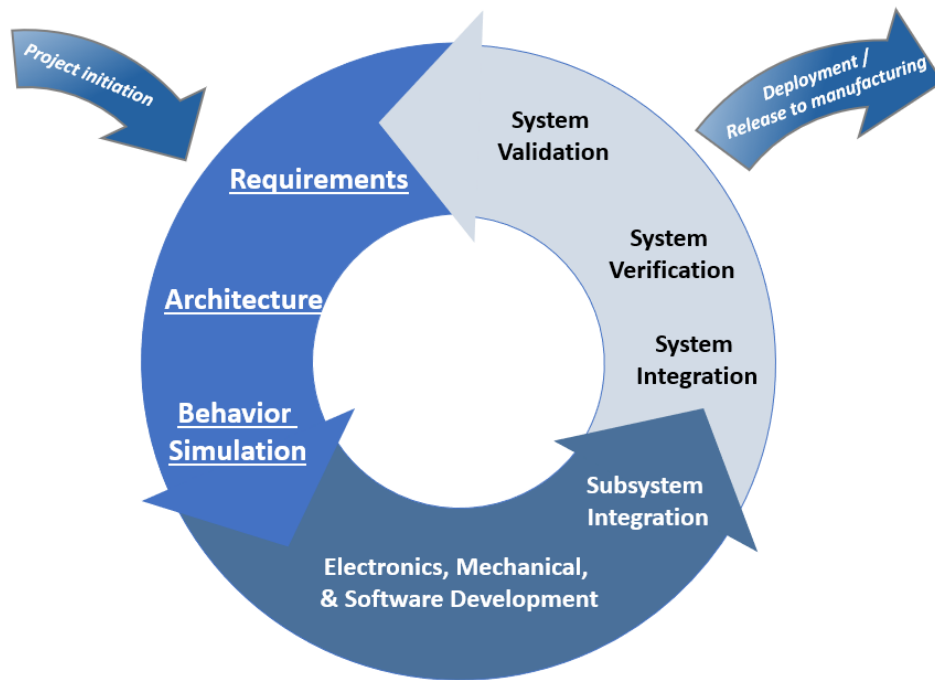 Project initiation
Deployment /
Release to manufacturing
System
Validation
Requirements
System
Verification
Architecture
System
Integration
Behavior
Simulation
Subsystem
Integration
Electronics, Mechanical,
& Software Development